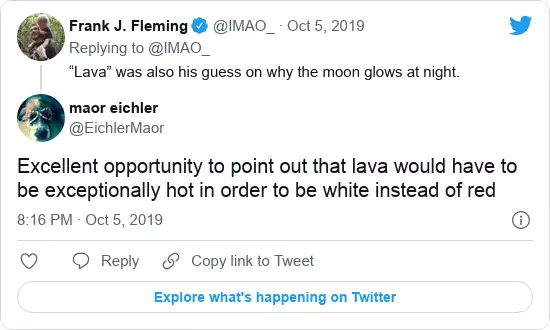 Frank J. Fleming @IMAO_ · Oct 5, 2019
Replying to @IMAO_
“Lava” was also his guess on why the moon glows at night.
maor eichler
@EichlerMaor
Excellent opportunity to point out that lava would have to
be exceptionally hot in order to be white instead of red
8:16 PM · Oct 5, 2019
Reply Copy link to Tweet
Explore what's happening on Twitter